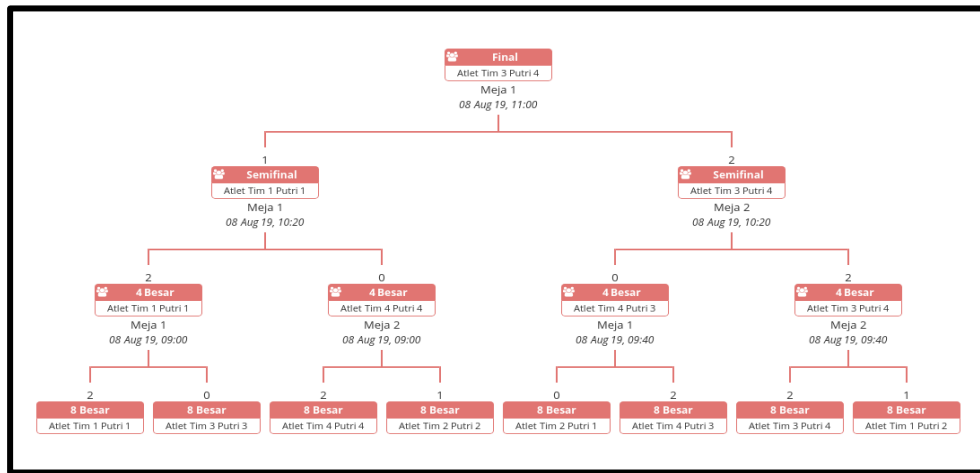 Final
Atlet Tim 3 Putri 4
Meja 1
08 Aug 19, 11:00
1
2
Semifinal
Atlet Tim 1 Putri 1
Meja 1
08 Aug 19, 10:20
Semifinal
Atlet Tim 3 Putri 4
Meja 2
08 Aug 19, 10:20
2
0
0
2
4 Besar
Atlet Tim 1 Putri 1
Meja 1
08 Aug 19, 09:00
4 Besar
Atlet Tim 4 Putri 4
Meja 2
08 Aug 19, 09:00
4 Besar
Atlet Tim 4 Putri 3
Meja 1
08 Aug 19, 09:40
4 Besar
Atlet Tim 3 Putri 4
Meja 2
08 Aug 19, 09:40
2
0
2
1
0
2
2
1
8 Besar
Atlet Tim 1 Putri 1
8 Besar
Atlet Tim 3 Putri 3
8 Besar
Atlet Tim 4 Putri 4
8 Besar
Atlet Tim 2 Putri 2
8 Besar
Atlet Tim 2 Putri 1
8 Besar
Atlet Tim 4 Putri 3
8 Besar
Atlet Tim 3 Putri 4
8 Besar
Atlet Tim 1 Putri 2